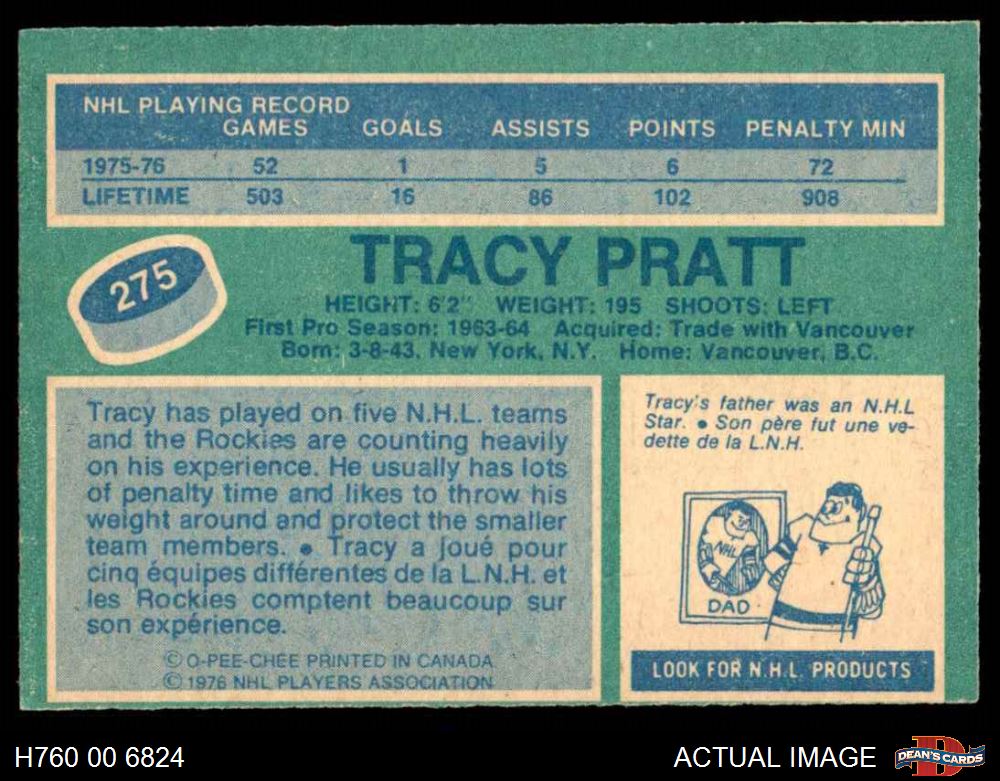 NHL PLAYING RECORD
GAMES GOALS ASSISTS POINTS PENALTY MIN
1975-76 52 1 5 6 72
LIFETIME 503 16 86 102 908
275
TRACY PRATT
HEIGHT: 6'2" WEIGHT: 195 SHOOTS: LEFT
First Pro Season: 1963-64 Acquired: Trade with Vancouver
Born: 3-8-43, New York, N.Y. Home: Vancouver, B.C.
Tracy has played on five N.H.L. teams
and the Rockies are counting heavily
on his experience. He usually has lots
of penalty time and likes to throw his
weight around and protect the smaller
team members. • Tracy a joué pour
cinq équipes différentes de la L.N.H. et
les Rockies comptent beaucoup sur
son expérience.
© O-PEE-CHEE PRINTED IN CANADA
© 1976 NHL PLAYERS ASSOCIATION
Tracy's father was an N.H.L
Star. • Son père fut une ve-
dette de la L.N.H.
NHL
DAD
LOOK FOR N.H.L. PRODUCTS
H760 00 6824
ACTUAL IMAGE
D
DEAN'S CARDS